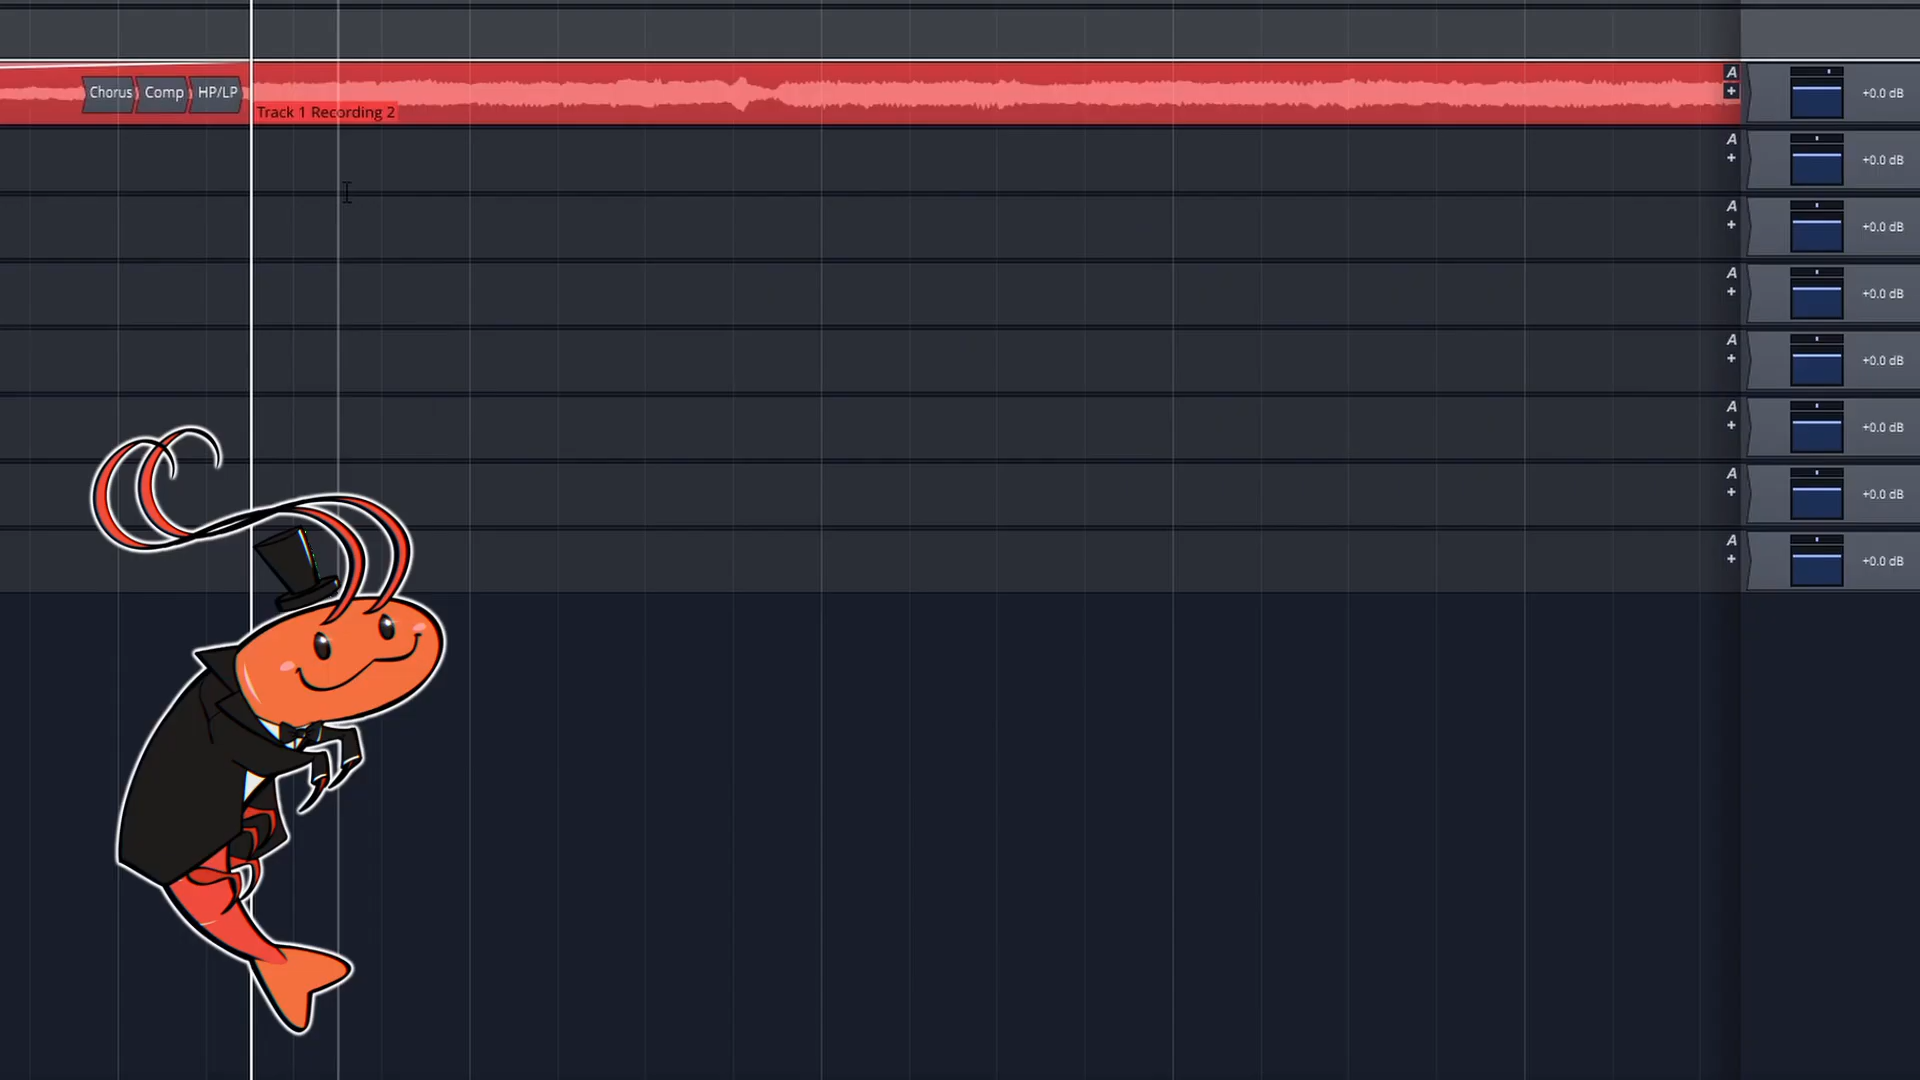 A
Chorus Comp HP/LP + +0.0 dB
Track 1 Recording 2
A
+ +0.0 dB
A
+ +0.0 dB
A
+ +0.0 dB
A
+ +0.0 dB
A
+ +0.0 dB
A
+ +0.0 dB
A
+ +0.0 dB